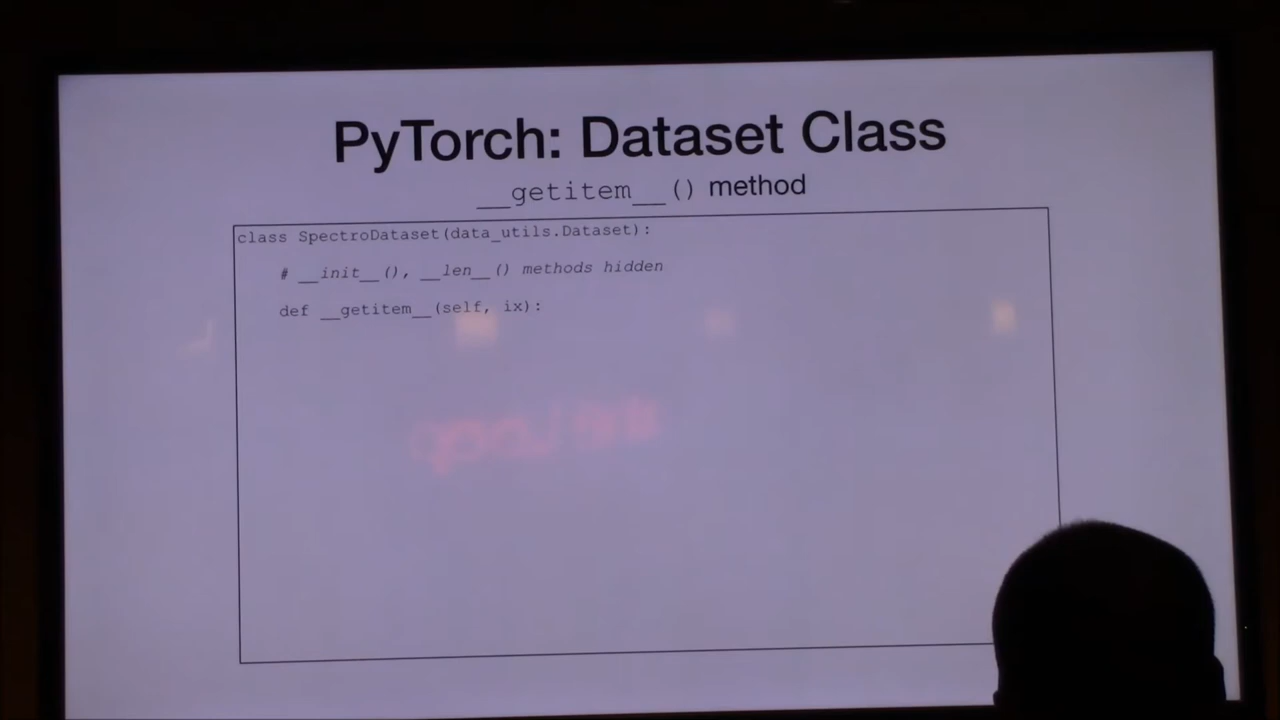 PyTorch: Dataset Class
__getitem__() method
class SpectroDataset(data_utils.Dataset):
# __init__(), __len__() methods hidden
def __getitem__(self, ix):